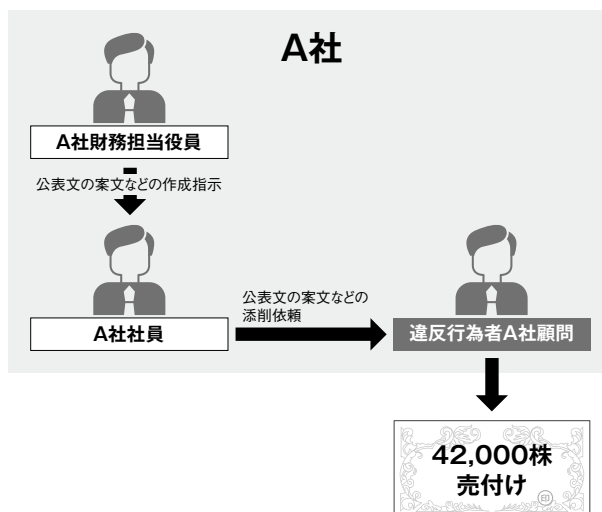 A社
A社財務担当役員
公表文の案文などの作成指示
A社社員
公表文の案文などの
添削依頼
違反行為者A社顧問
42,000株
売付け
印